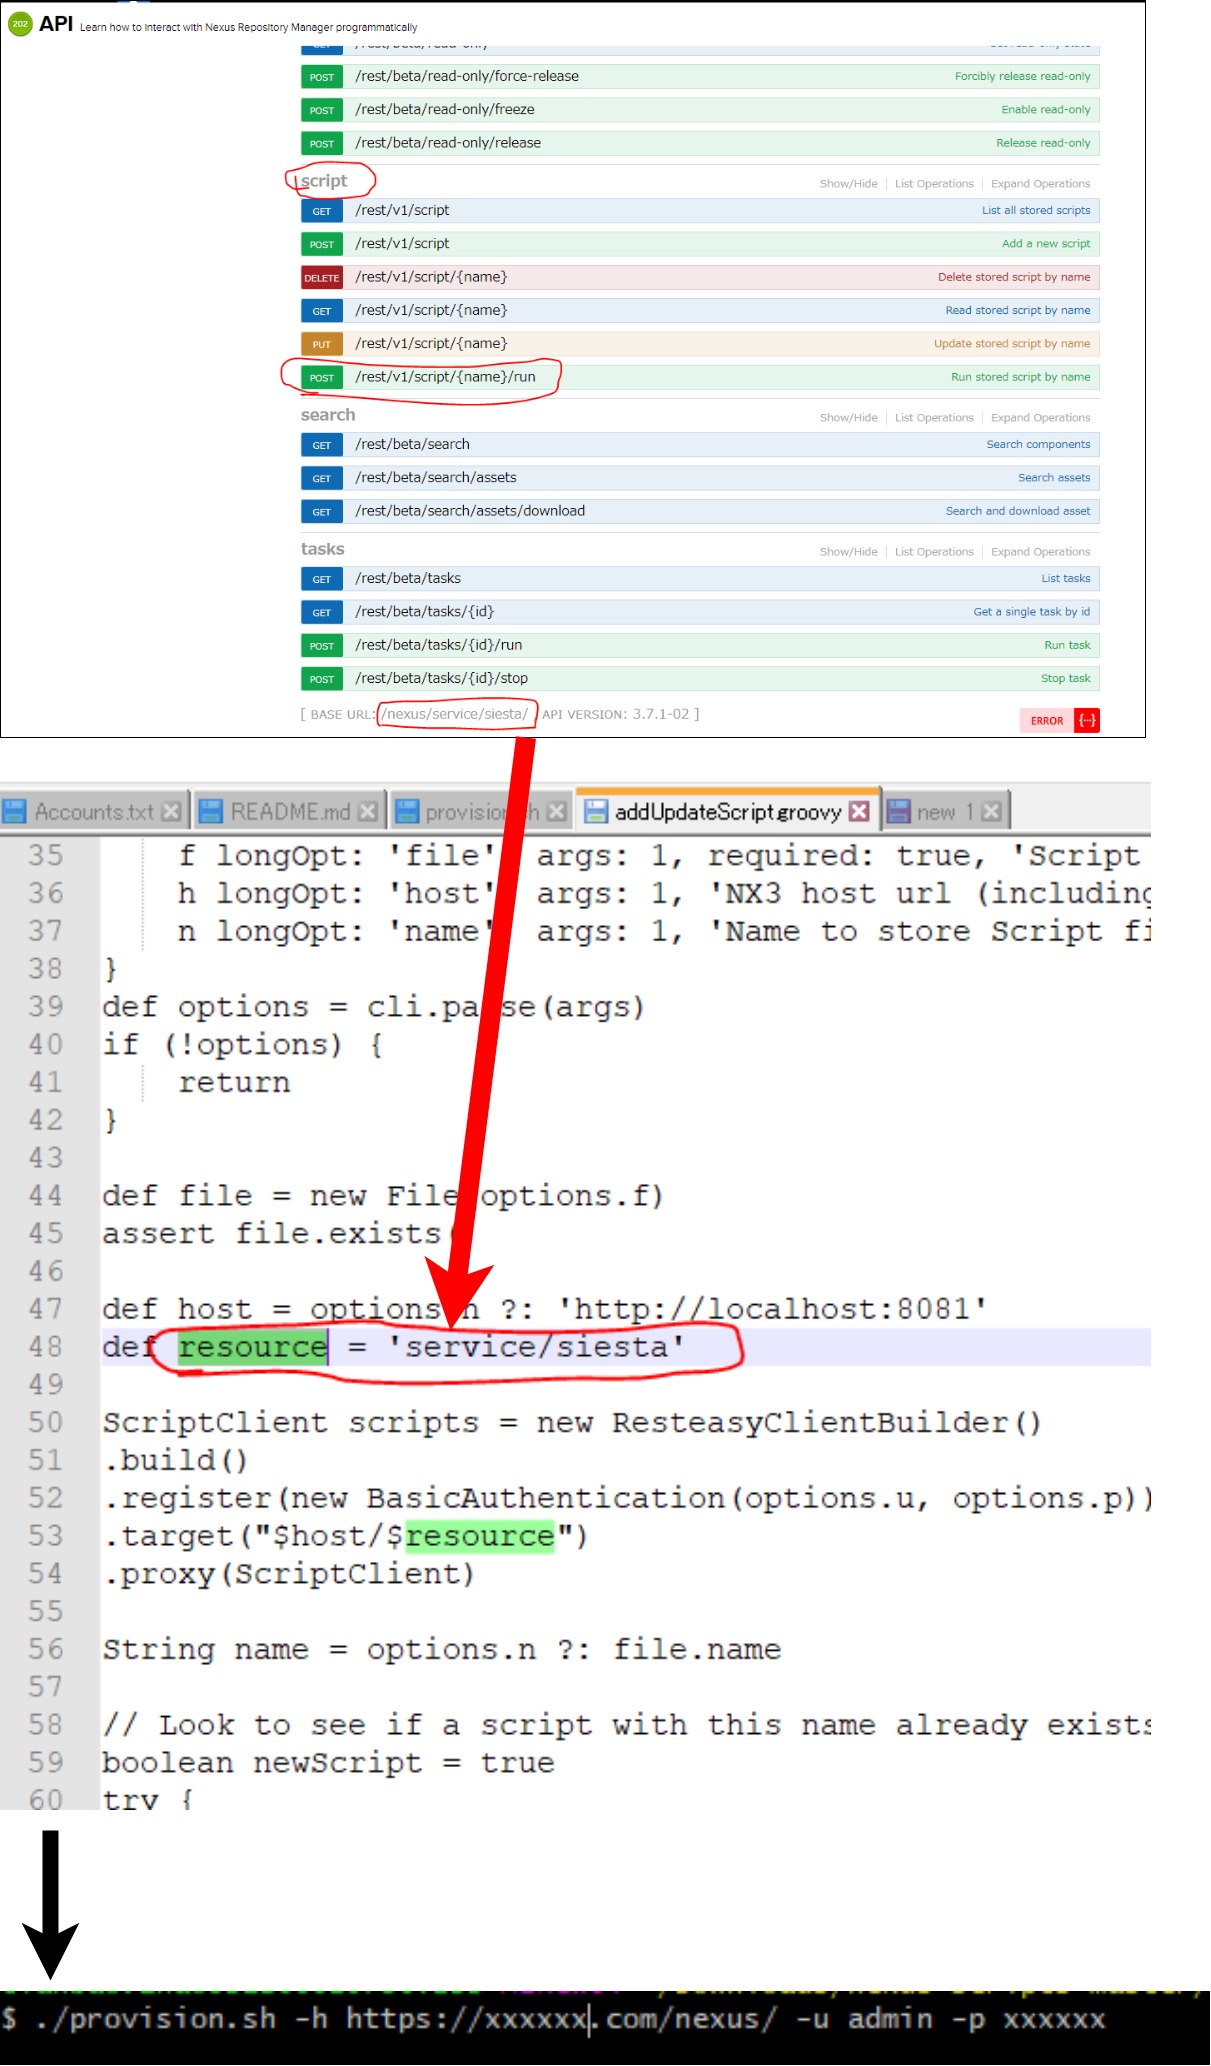 202 API Learn how to interact with Nexus Repository Manager programmatically
POST /rest/beta/read-only/force-release Forcibly release read-only
POST /rest/beta/read-only/freeze Enable read-only
POST /rest/beta/read-only/release Release read-only
script Show/Hide List Operations Expand Operations
GET /rest/v1/script List all stored scripts
POST /rest/v1/script Add a new script
DELETE /rest/v1/script/{name} Delete stored script by name
GET /rest/v1/script/{name} Read stored script by name
PUT /rest/v1/script/{name} Update stored script by name
POST /rest/v1/script/{name}/run Run stored script by name
search Show/Hide List Operations Expand Operations
GET /rest/beta/search Search components
GET /rest/beta/search/assets Search assets
GET /rest/beta/search/assets/download Search and download asset
tasks Show/Hide List Operations Expand Operations
GET /rest/beta/tasks List tasks
GET /rest/beta/tasks/{id} Get a single task by id
POST /rest/beta/tasks/{id}/run Run task
POST /rest/beta/tasks/{id}/stop Stop task
[ BASE URL: /nexus/service/siesta/ , API VERSION: 3.7.1-02 ] ERROR {···}
Accounts.txt README.md provision.sh addUpdateScript.groovy new 1
35 f longOpt: 'file' args: 1, required: true, 'Script
36 h longOpt: 'host' args: 1, 'NX3 host url (including
37 n longOpt: 'name' args: 1, 'Name to store Script fi
38 }
39 def options = cli.parse(args)
40 if (!options) {
41 return
42 }
43
44 def file = new File(options.f)
45 assert file.exists(
46
47 def host = options.h ?: 'http://localhost:8081'
48 def resource = 'service/siesta'
49
50 ScriptClient scripts = new ResteasyClientBuilder()
51 .build()
52 .register(new BasicAuthentication(options.u, options.p))
53 .target("$host/$resource")
54 .proxy(ScriptClient)
55
56 String name = options.n ?: file.name
57
58 // Look to see if a script with this name already exists
59 boolean newScript = true
60 try {
$ ./provision.sh -h https://xxxxxx.com/nexus/ -u admin -p xxxxxx